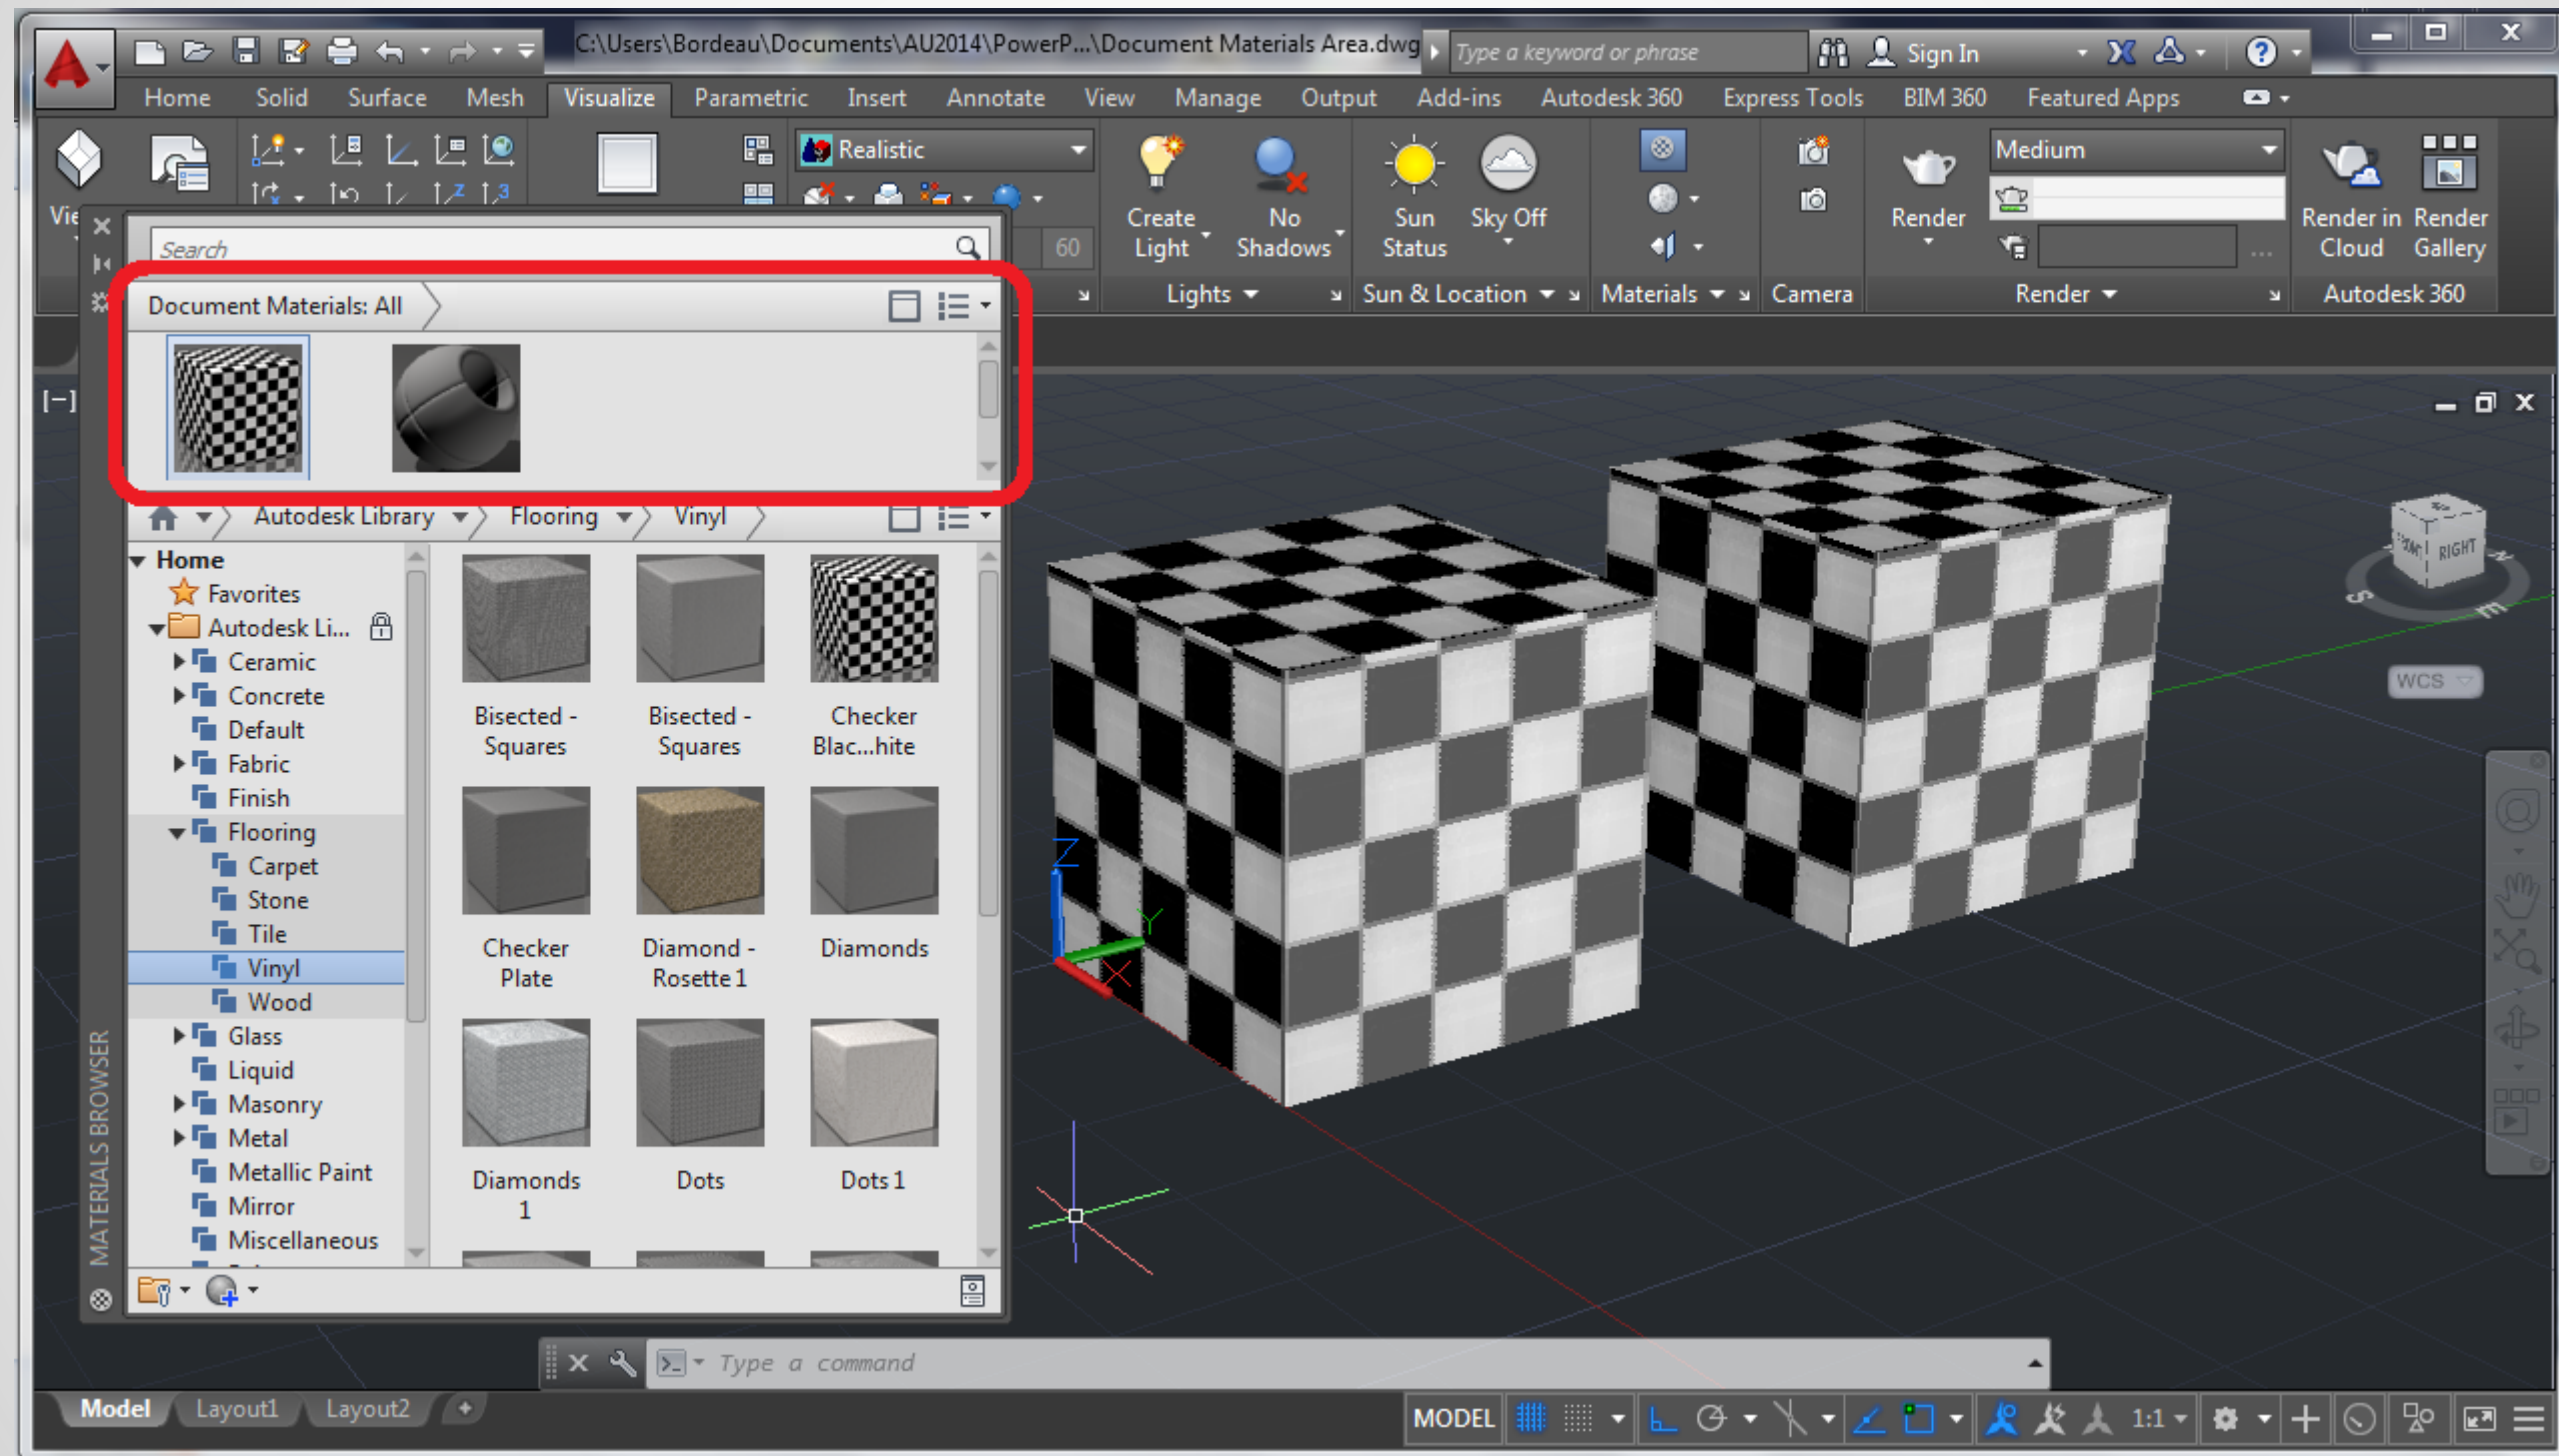 C:\Users\Bordeau\Documents\AU2014\PowerP...\Document Materials Area.dwg
Type a keyword or phrase
Sign In
Home Solid Surface Mesh Visualize Parametric Insert Annotate View Manage Output Add-ins Autodesk 360 Express Tools BIM 360 Featured Apps
Realistic
Medium
Vie
60
Create Light
No Shadows
Sun Status
Sky Off
Render
Render in Cloud
Render Gallery
Lights
Sun & Location
Materials
Camera
Render
Autodesk 360
Search
Document Materials: All
Autodesk Library Flooring Vinyl
Home
Favorites
Autodesk Li...
Ceramic
Concrete
Default
Fabric
Finish
Flooring
Carpet
Stone
Tile
Vinyl
Wood
Glass
Liquid
Masonry
Metal
Metallic Paint
Mirror
Miscellaneous
Bisected -
Squares
Bisected -
Squares
Checker
Blac...hite
Checker
Plate
Diamond -
Rosette 1
Diamonds
Diamonds
1
Dots
Dots 1
MATERIALS BROWSER
[–]
RIGHT
S
E
WCS
Z
Y
X
Type a command
Model Layout1 Layout2
MODEL
1:1